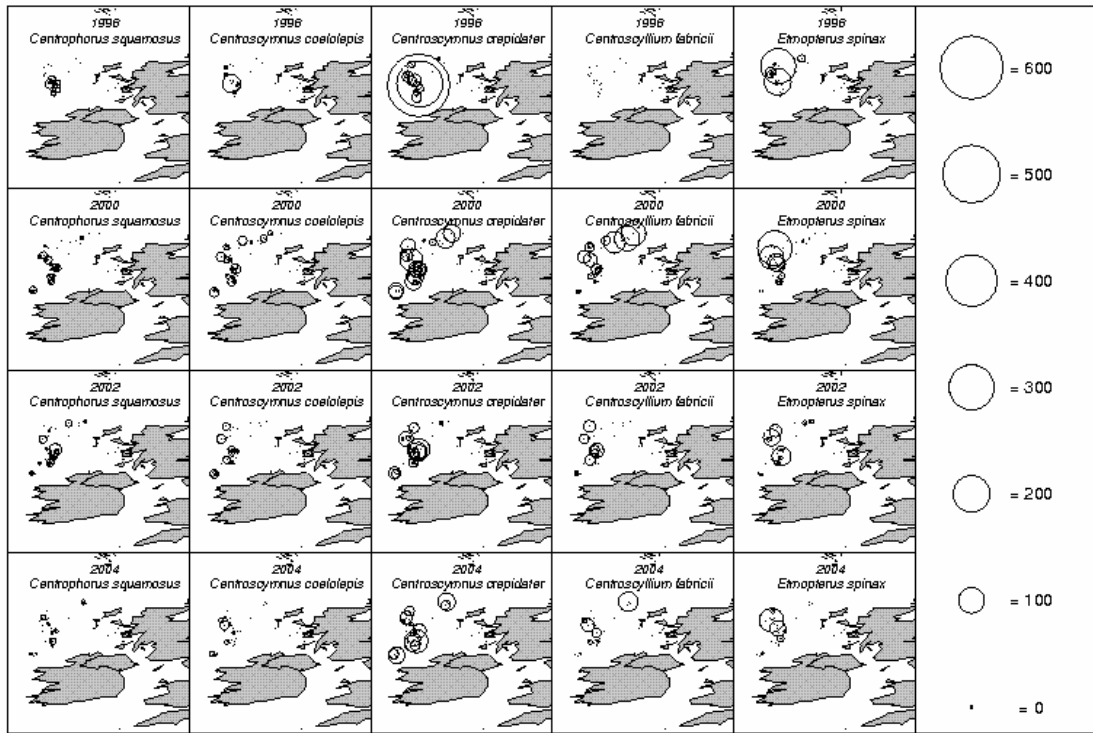 1996 1996 1996 1996 1996
Centrophorus squamosus Centroscymnus coelolepis Centroscymnus crepidater Centroscyllium fabricii Etmopterus spinax
= 600
= 500
2000 2000 2000 2000 2000
Centrophorus squamosus Centroscymnus coelolepis Centroscymnus crepidater Centroscyllium fabricii Etmopterus spinax
= 400
= 300
2002 2002 2002 2002 2002
Centrophorus squamosus Centroscymnus coelolepis Centroscymnus crepidater Centroscyllium fabricii Etmopterus spinax
= 200
2004 2004 2004 2004 2004
Centrophorus squamosus Centroscymnus coelolepis Centroscymnus crepidater Centroscyllium fabricii Etmopterus spinax
= 100
= 0